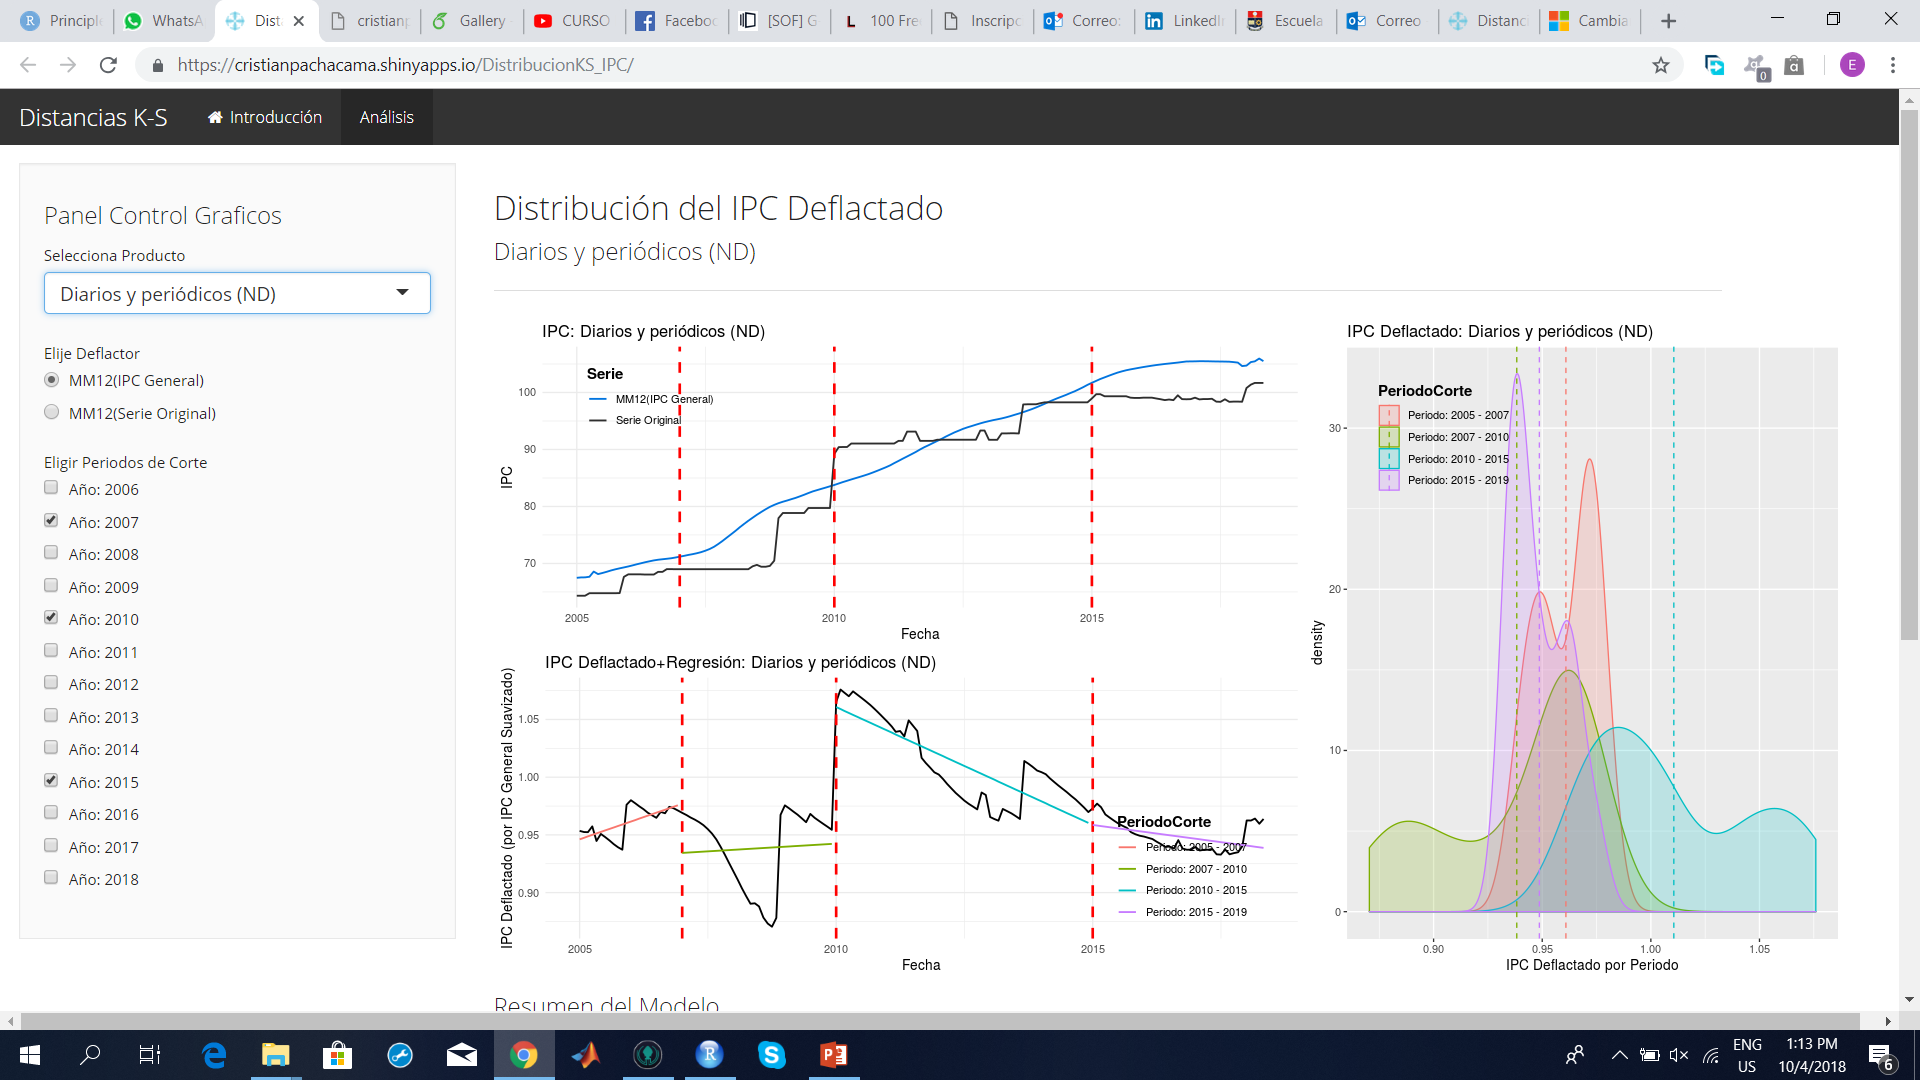 Principl
WhatsA
Dist
cristianp
Gallery
CURSO
Faceboo
[SOF] G
100 Fre
Inscripc
Correo:
LinkedI
Escuela
Correo
Distanc
Cambia
https://cristianpachacama.shinyapps.io/DistribucionKS_IPC/
0
E
Distancias K-S
Introducción
Análisis
Panel Control Graficos
Selecciona Producto
Diarios y periódicos (ND)
Elije Deflactor
MM12(IPC General)
MM12(Serie Original)
Eligir Periodos de Corte
Año: 2006
Año: 2007
Año: 2008
Año: 2009
Año: 2010
Año: 2011
Año: 2012
Año: 2013
Año: 2014
Año: 2015
Año: 2016
Año: 2017
Año: 2018
Distribución del IPC Deflactado
Diarios y periódicos (ND)
IPC: Diarios y periódicos (ND)
Serie
MM12(IPC General)
Serie Original
100
90
80
70
IPC
2005
2010
2015
Fecha
IPC Deflactado+Regresión: Diarios y periódicos (ND)
IPC Deflactado (por IPC General Suavizado)
1.05
1.00
0.95
0.90
PeriodoCorte
Periodo: 2005 - 2007
Periodo: 2007 - 2010
Periodo: 2010 - 2015
Periodo: 2015 - 2019
2005
2010
2015
Fecha
IPC Deflactado: Diarios y periódicos (ND)
PeriodoCorte
Periodo: 2005 - 2007
Periodo: 2007 - 2010
Periodo: 2010 - 2015
Periodo: 2015 - 2019
30
20
10
0
density
0.90
0.95
1.00
1.05
IPC Deflactado por Periodo
Resumen del Modelo
ENG
US
1:13 PM
10/4/2018
6